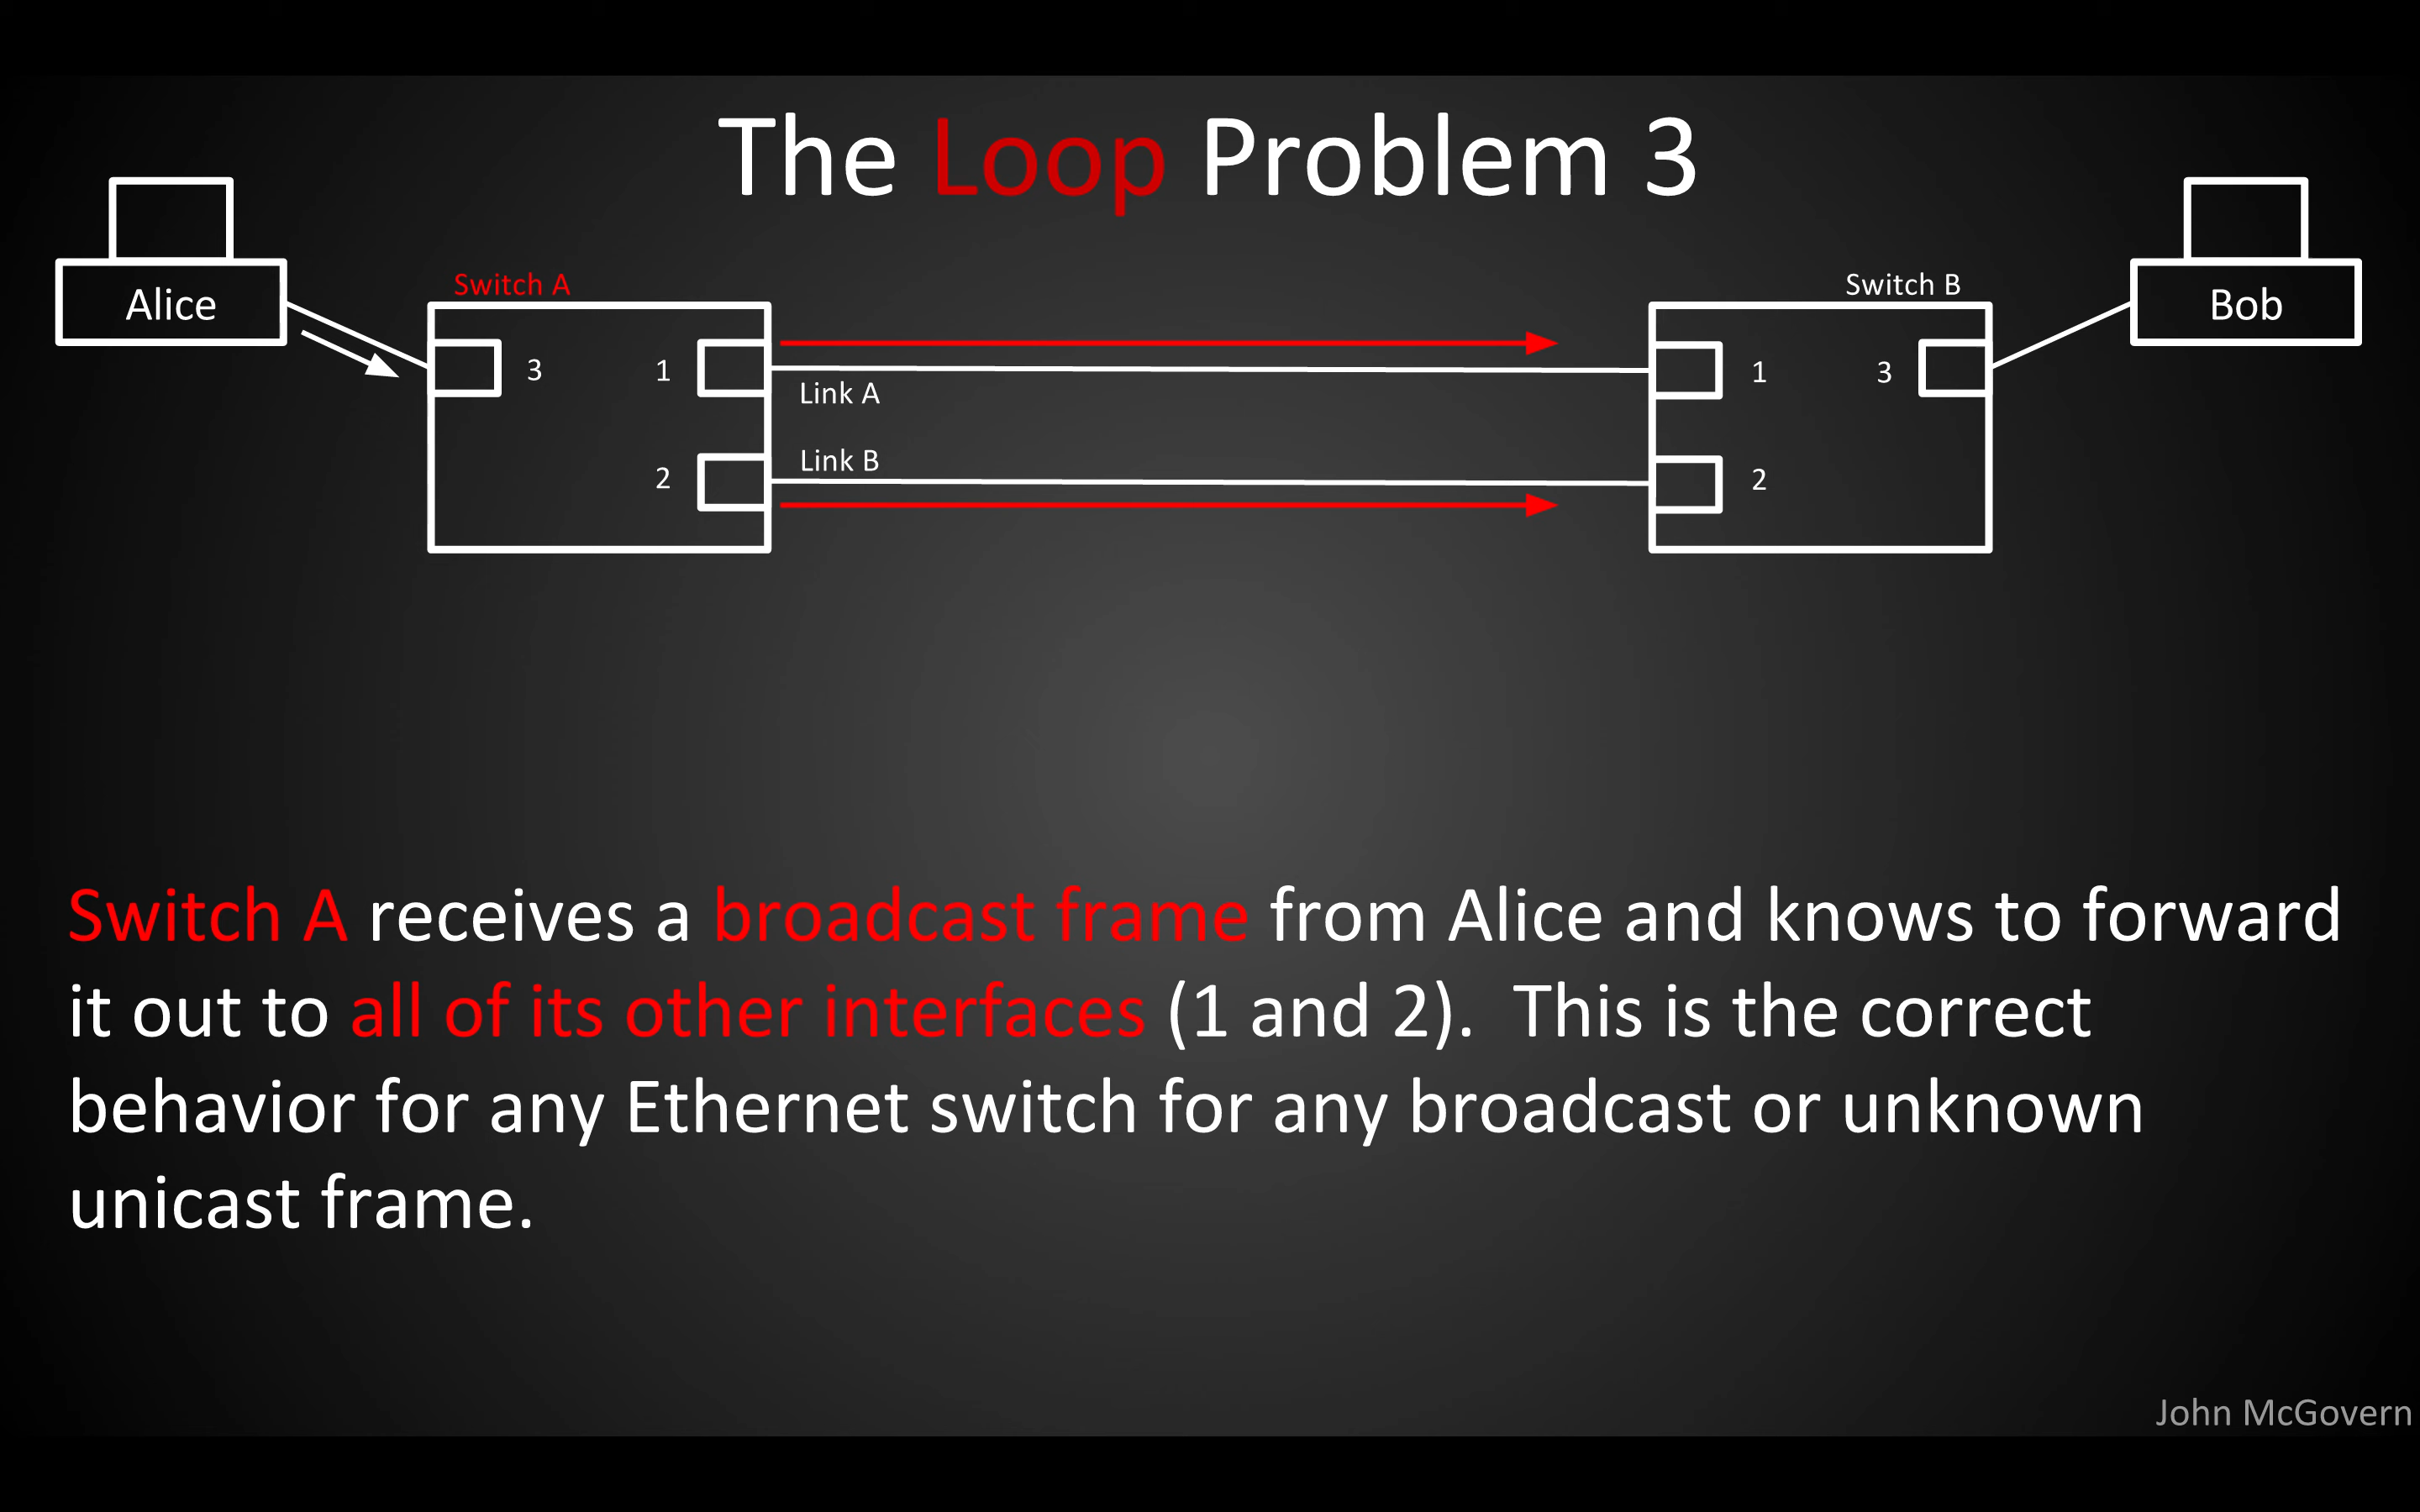 The Loop Problem 3
Alice
Bob
Switch A
Switch B
3
1
1
3
Link A
Link B
2
2
Switch A receives a broadcast frame from Alice and knows to forward
it out to all of its other interfaces (1 and 2).  This is the correct
behavior for any Ethernet switch for any broadcast or unknown
unicast frame.
John McGovern